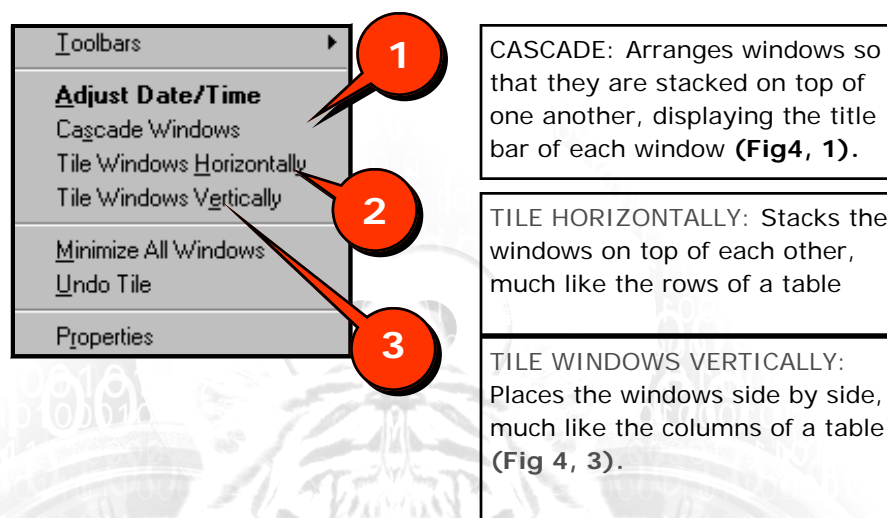 Toolbars
Adjust Date/Time
Cascade Windows
Tile Windows Horizontally
Tile Windows Vertically
Minimize All Windows
Undo Tile
Properties
1
2
3
CASCADE: Arranges windows so
that they are stacked on top of
one another, displaying the title
bar of each window (Fig4, 1).
TILE HORIZONTALLY: Stacks the
windows on top of each other,
much like the rows of a table
TILE WINDOWS VERTICALLY:
Places the windows side by side,
much like the columns of a table
(Fig 4, 3).